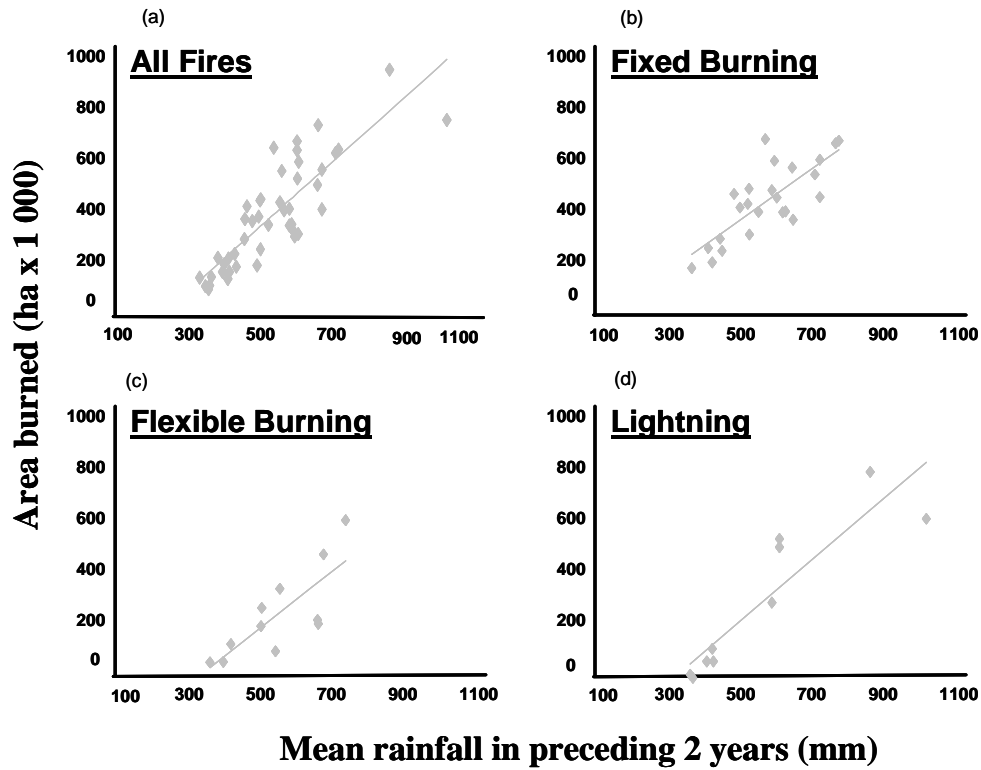 (a)
(b)
All Fires
Fixed Burning
1000
800
600
400
200
0
1000
800
600
400
200
0
100 300 500 700 900 1100
100 300 500 700 900 1100
(c)
(d)
Flexible Burning
Lightning
1000
800
600
400
200
0
1000
800
600
400
200
0
100 300 500 700 900 1100
100 300 500 700 900 1100
Area burned (ha x 1 000)
Mean rainfall in preceding 2 years (mm)